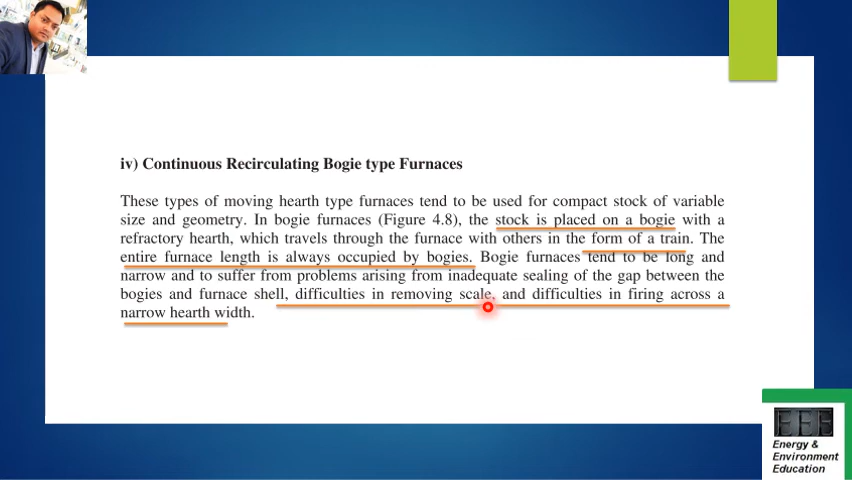 iv) Continuous Recirculating Bogie type Furnaces
These types of moving hearth type furnaces tend to be used for compact stock of variable
size and geometry. In bogie furnaces (Figure 4.8), the stock is placed on a bogie with a
refractory hearth, which travels through the furnace with others in the form of a train. The
entire furnace length is always occupied by bogies. Bogie furnaces tend to be long and
narrow and to suffer from problems arising from inadequate sealing of the gap between the
bogies and furnace shell, difficulties in removing scale, and difficulties in firing across a
narrow hearth width.
EEE
Energy &
Environment
Education